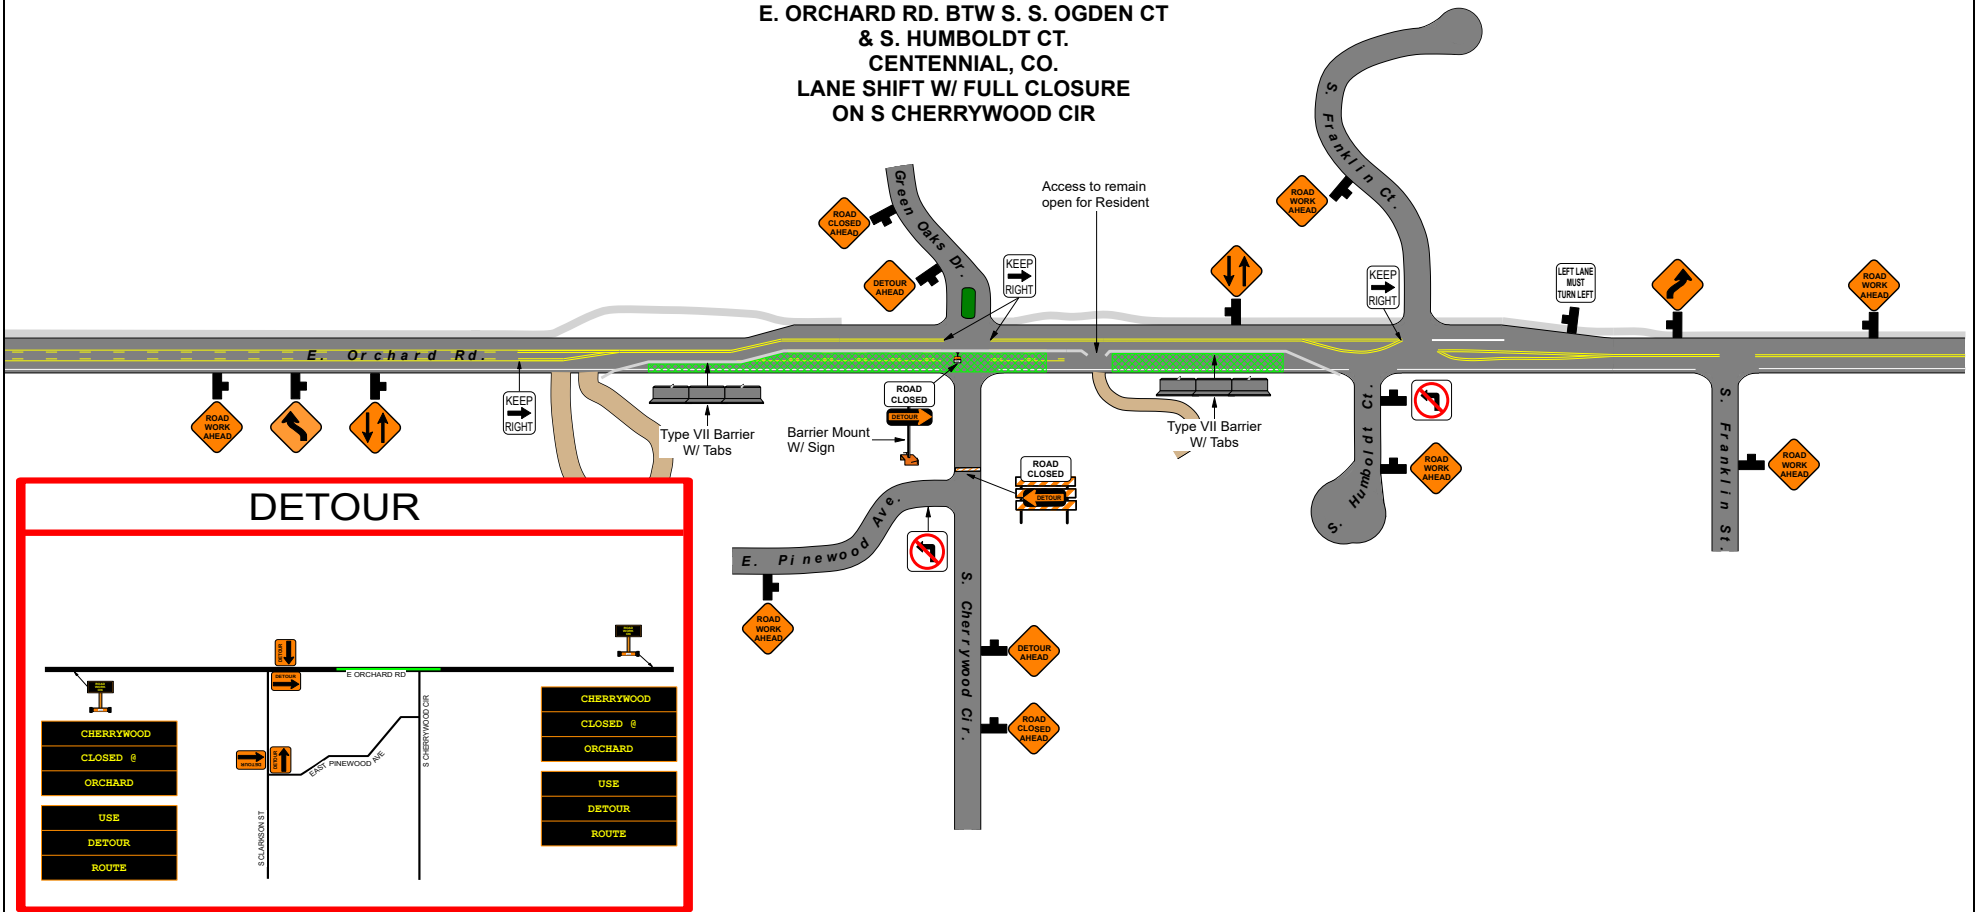 E. ORCHARD RD. BTW S. S. OGDEN CT
& S. HUMBOLDT CT.
CENTENNIAL, CO.
LANE SHIFT W/ FULL CLOSURE
ON S CHERRYWOOD CIR
S. Franklin Ct.
ROAD
WORK
AHEAD
Green Oaks Dr.
ROAD
CLOSED
AHEAD
DETOUR
AHEAD
Access to remain
open for Resident
KEEP
RIGHT
KEEP
RIGHT
LEFT LANE
MUST
TURN LEFT
ROAD
WORK
AHEAD
E. Orchard Rd.
ROAD
WORK
AHEAD
KEEP
RIGHT
Type VII Barrier
W/ Tabs
ROAD
CLOSED
DETOUR
Barrier Mount
W/ Sign
Type VII Barrier
W/ Tabs
S. Humboldt Ct.
ROAD
WORK
AHEAD
S. Franklin St.
ROAD
WORK
AHEAD
ROAD
CLOSED
DETOUR
E. Pinewood Ave.
ROAD
WORK
AHEAD
S. Cherrywood Cir.
DETOUR
AHEAD
ROAD
CLOSED
AHEAD
DETOUR
DETOUR
DETOUR
E ORCHARD RD
S CHERRYWOOD CIR
EAST PINEWOOD AVE
DETOUR
DETOUR
S CLARKSON ST
CHERRYWOOD
CLOSED @
ORCHARD
USE
DETOUR
ROUTE
CHERRYWOOD
CLOSED @
ORCHARD
USE
DETOUR
ROUTE